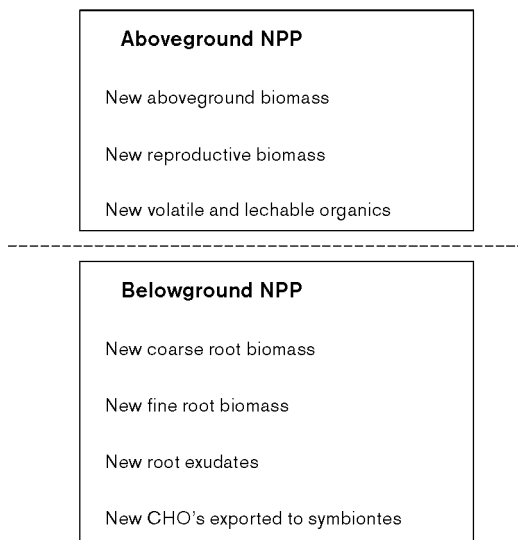 Aboveground NPP
New aboveground biomass
New reproductive biomass
New volatile and lechable organics
Belowground NPP
New coarse root biomass
New fine root biomass
New root exudates
New CHO's exported to symbiontes